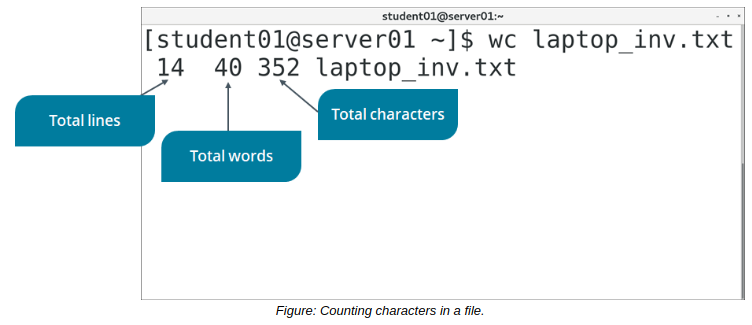 student01@server01:~
[student01@server01 ~]$ wc laptop_inv.txt
14 40 352 laptop_inv.txt
Total lines
Total words
Total characters
Figure: Counting characters in a file.